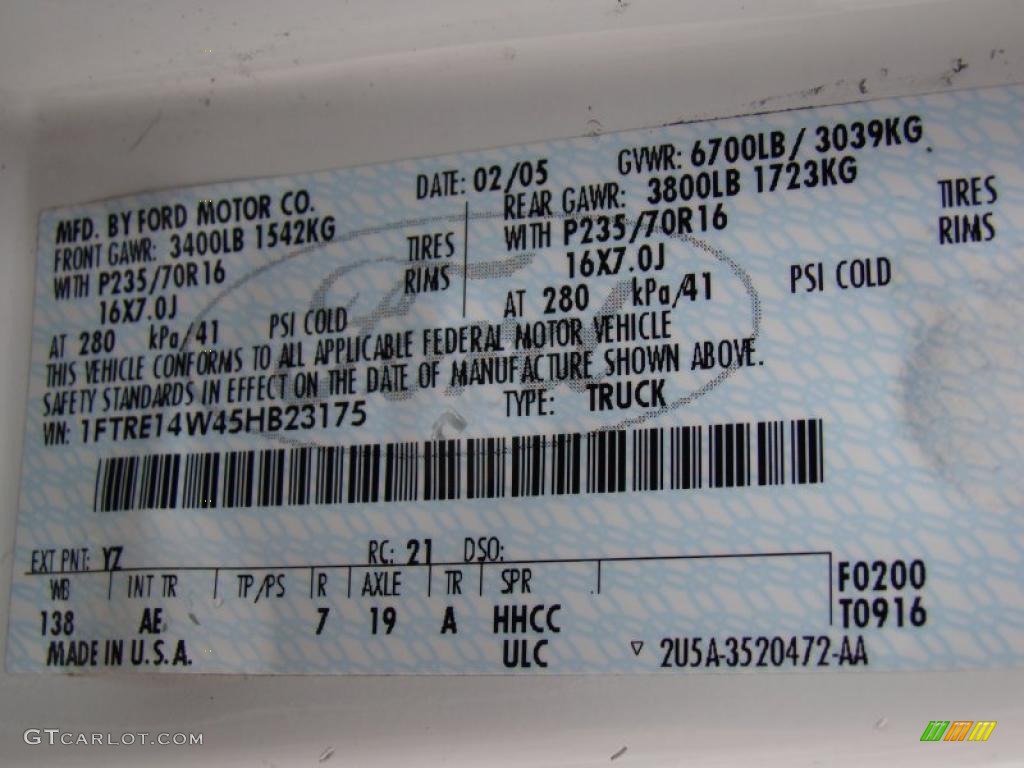 MFD. BY FORD MOTOR CO. DATE: 02/05 GVWR: 6700LB / 3039KG
FRONT GAWR: 3400LB 1542KG REAR GAWR: 3800LB 1723KG
WITH P235/70R16 TIRES WITH P235/70R16 TIRES
16X7.0J RIMS 16X7.0J RIMS
AT 280 kPa/41 PSI COLD AT 280 kPa/41 PSI COLD
THIS VEHICLE CONFORMS TO ALL APPLICABLE FEDERAL MOTOR VEHICLE
SAFETY STANDARDS IN EFFECT ON THE DATE OF MANUFACTURE SHOWN ABOVE.
VIN: 1FTRE14W45HB23175 TYPE: TRUCK
EXT PNT: YZ RC: 21 DSO:
WB INT TR TP/PS R AXLE TR SPR F0200
138 AE 7 19 A HHCC T0916
MADE IN U.S.A. ULC ▽ 2U5A-3520472-AA
GTCARLOT.COM